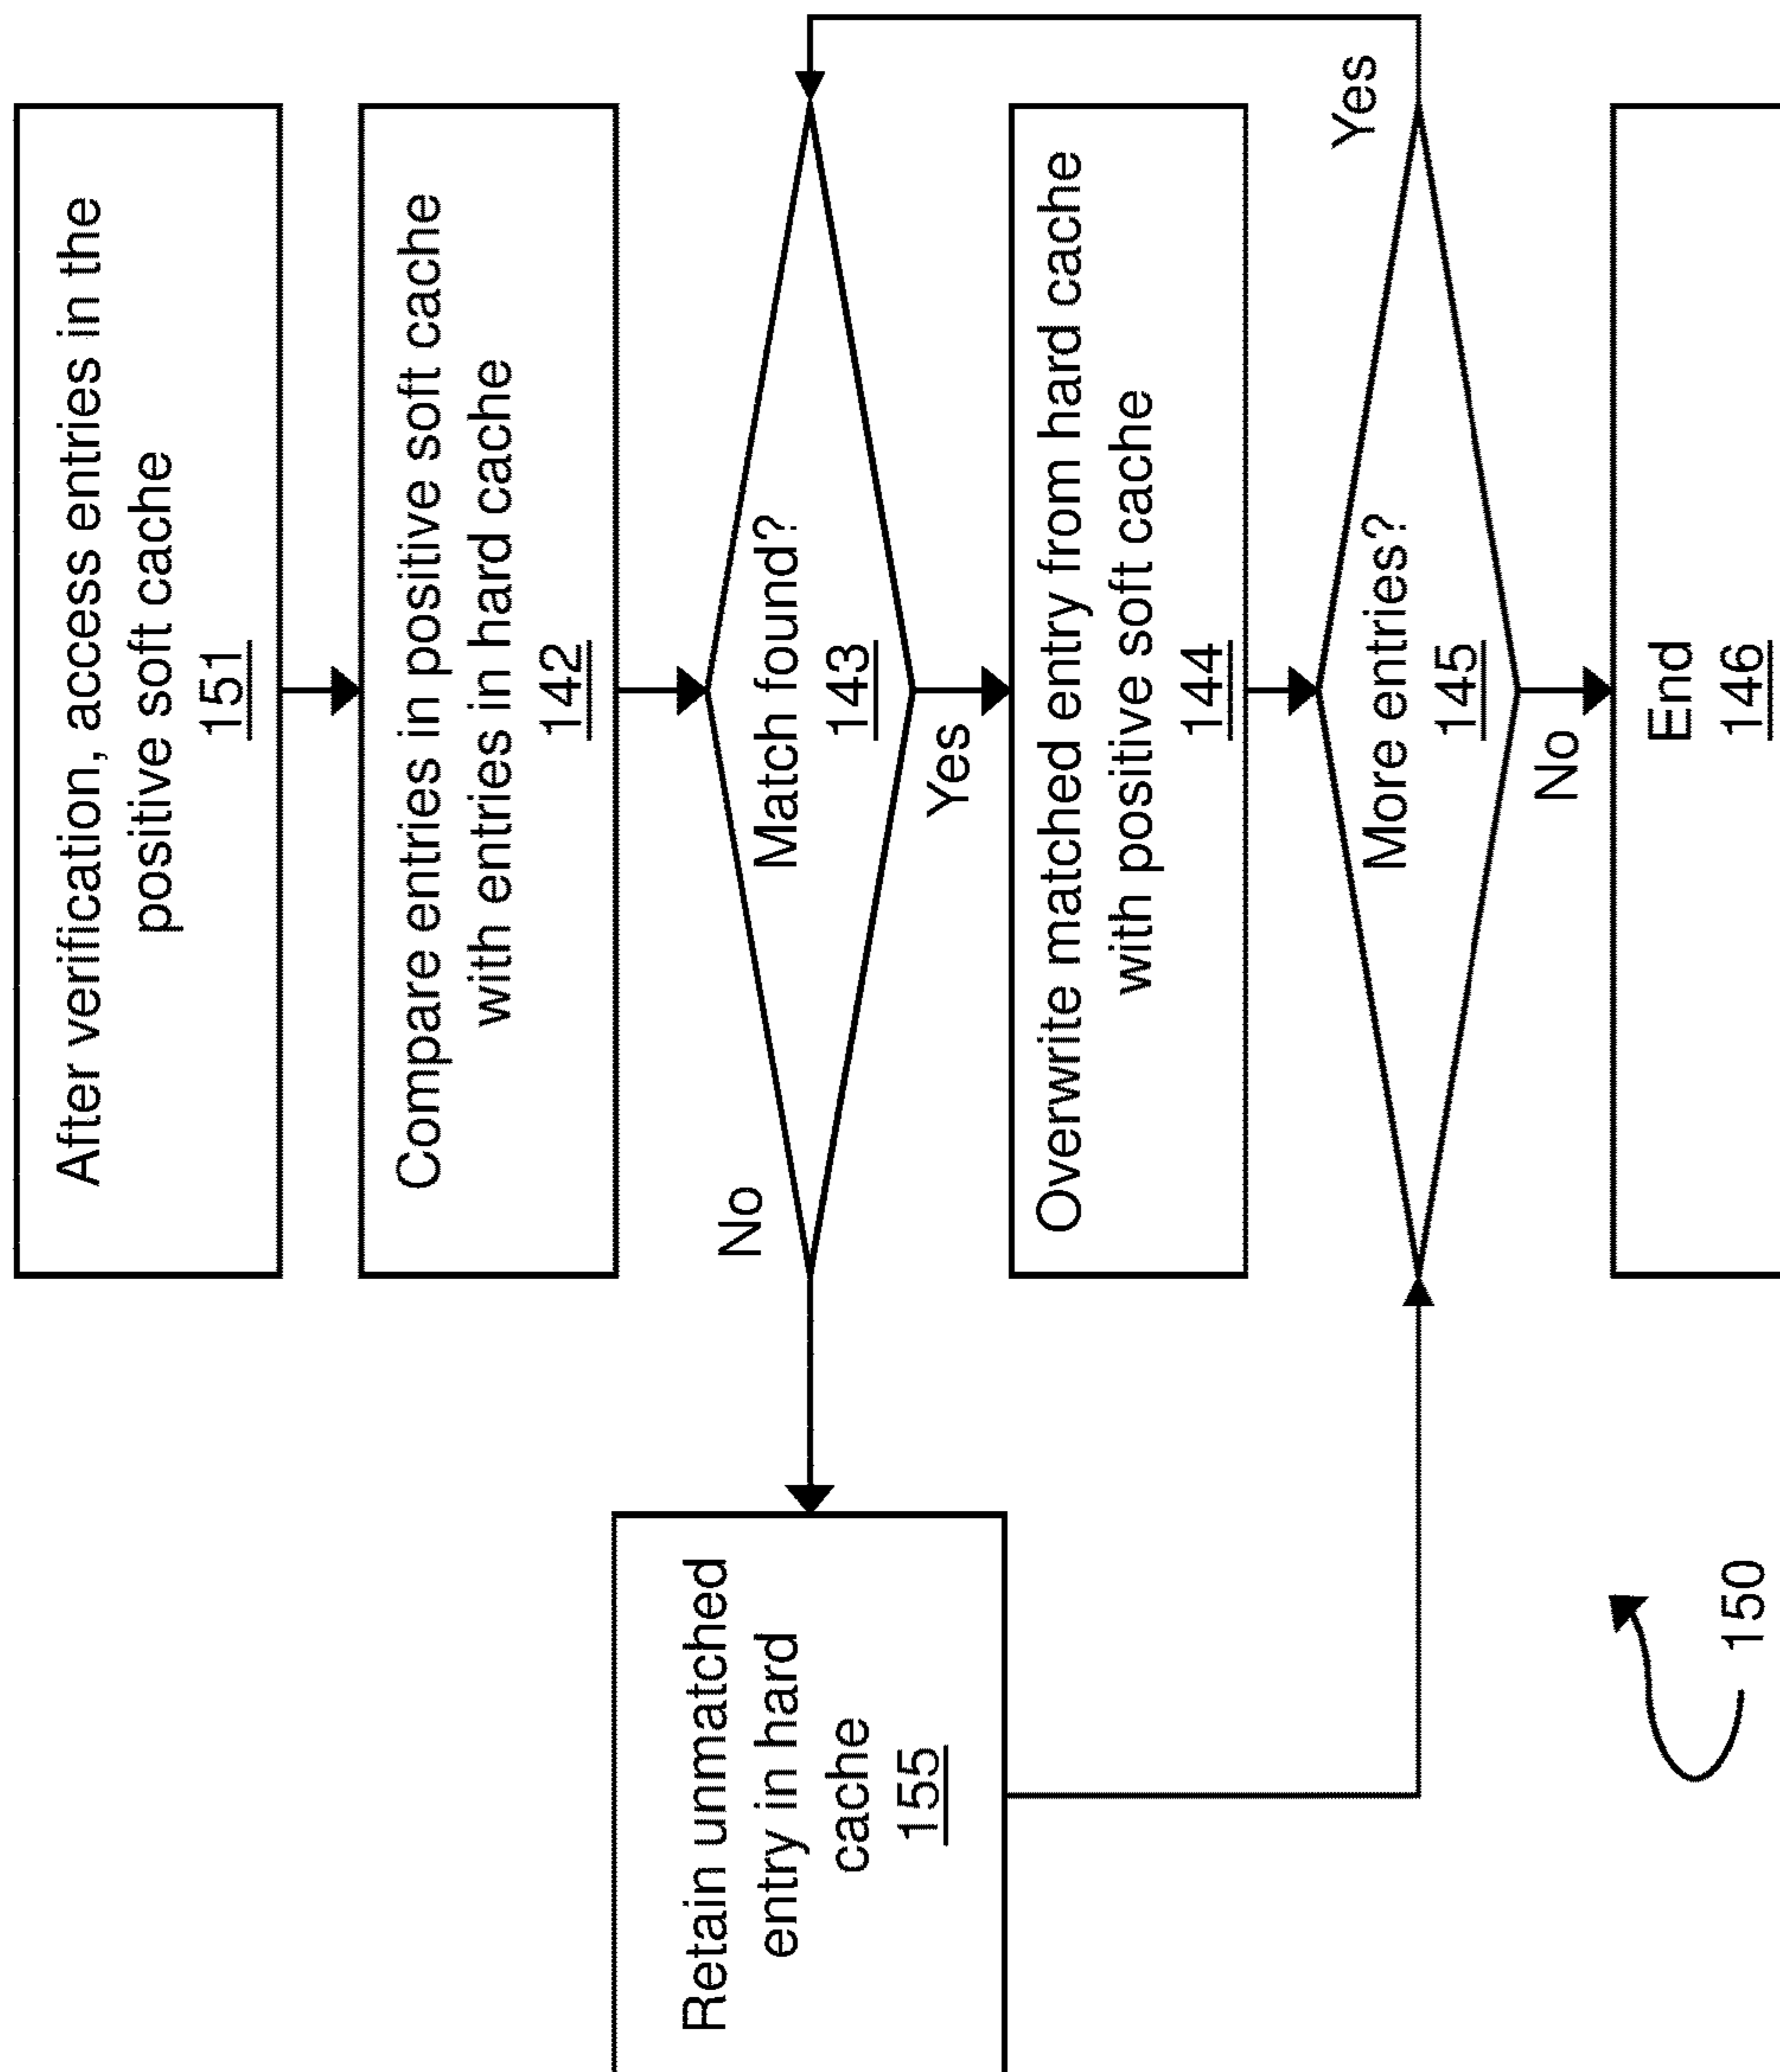 After verification, access entries in the
positive soft cache
151
Compare entries in positive soft cache
with entries in hard cache
142
No
Match found?
143
Yes
Retain unmatched
entry in hard
cache
155
Overwrite matched entry from hard cache
with positive soft cache
144
Yes
More entries?
145
No
End
146
150